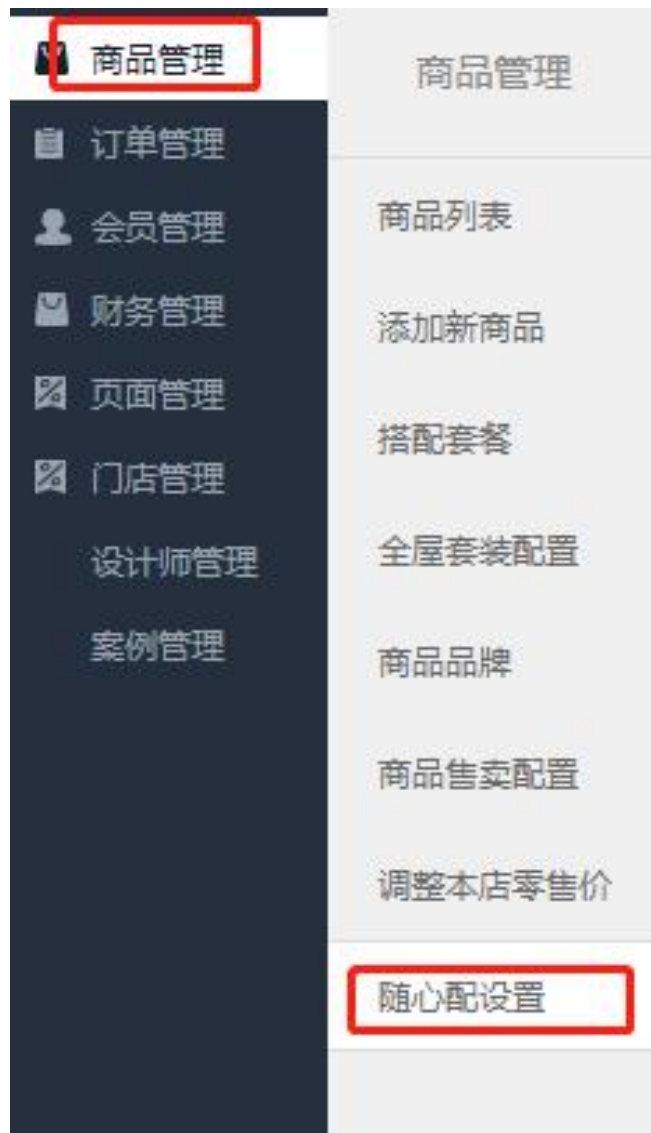 商品管理
订单管理
会员管理
财务管理
页面管理
门店管理
设计师管理
案例管理
商品管理
商品列表
添加新商品
搭配套餐
全屋套装配置
商品品牌
商品售卖配置
调整本店零售价
随心配设置